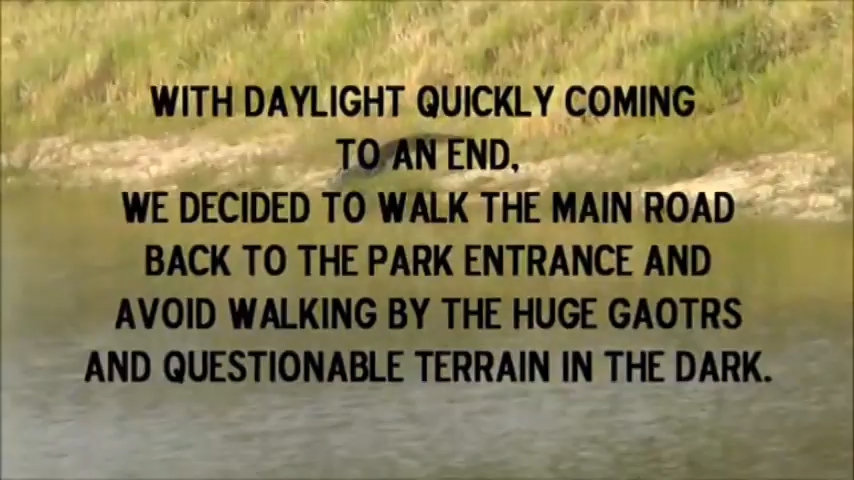 WITH DAYLIGHT QUICKLY COMING
TO AN END,
WE DECIDED TO WALK THE MAIN ROAD
BACK TO THE PARK ENTRANCE AND
AVOID WALKING BY THE HUGE GAOTRS
AND QUESTIONABLE TERRAIN IN THE DARK.